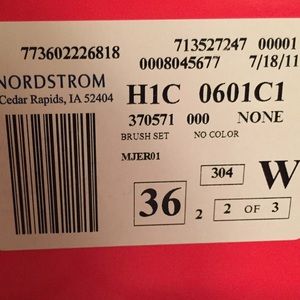 773602226818
713527247 00001
0008045677 7/18/11
NORDSTROM
Cedar Rapids, IA 52404
H1C 0601C1
370571 000 NONE
BRUSH SET NO COLOR
MJER01
304 W
36 2 2 OF 3